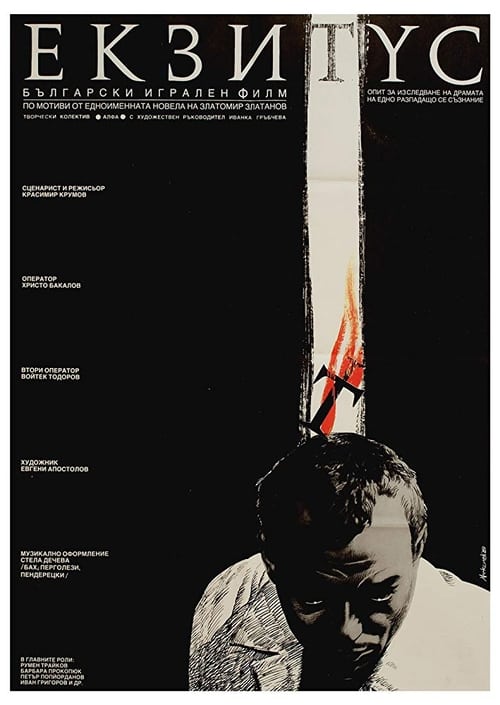 ЕКЗИТУС
БЪЛГАРСКИ ИГРАЛЕН ФИЛМ
ПО МОТИВИ ОТ ЕДНОИМЕННАТА НОВЕЛА НА ЗЛАТОМИР ЗЛАТАНОВ
ТВОРЧЕСКИ КОЛЕКТИВ ●АЛФА● С ХУДОЖЕСТВЕН РЪКОВОДИТЕЛ ИВАНКА ГРЪБЧЕВА
ОПИТ ЗА ИЗСЛЕДВАНЕ НА ДРАМАТА
НА ЕДНО РАЗПАДАЩО СЕ СЪЗНАНИЕ
СЦЕНАРИСТ И РЕЖИСЬОР
КРАСИМИР КРУМОВ
ОПЕРАТОР
ХРИСТО БАКАЛОВ
ВТОРИ ОПЕРАТОР
ВОЙТЕК ТОДОРОВ
Т
ХУДОЖНИК
ЕВГЕНИ АПОСТОЛОВ
МУЗИКАЛНО ОФОРМЛЕНИЕ
СТЕЛА ДЕЧЕВА
/БАХ, ПЕРГОЛЕЗИ,
ПЕНДЕРЕЦКИ/
В ГЛАВНИТЕ РОЛИ:
РУМЕН ТРАЙКОВ
БАРБАРА ПРОКОПЮК
ПЕТЪР ПОПЙОРДАНОВ
ИВАН ГРИГОРОВ И ДР.